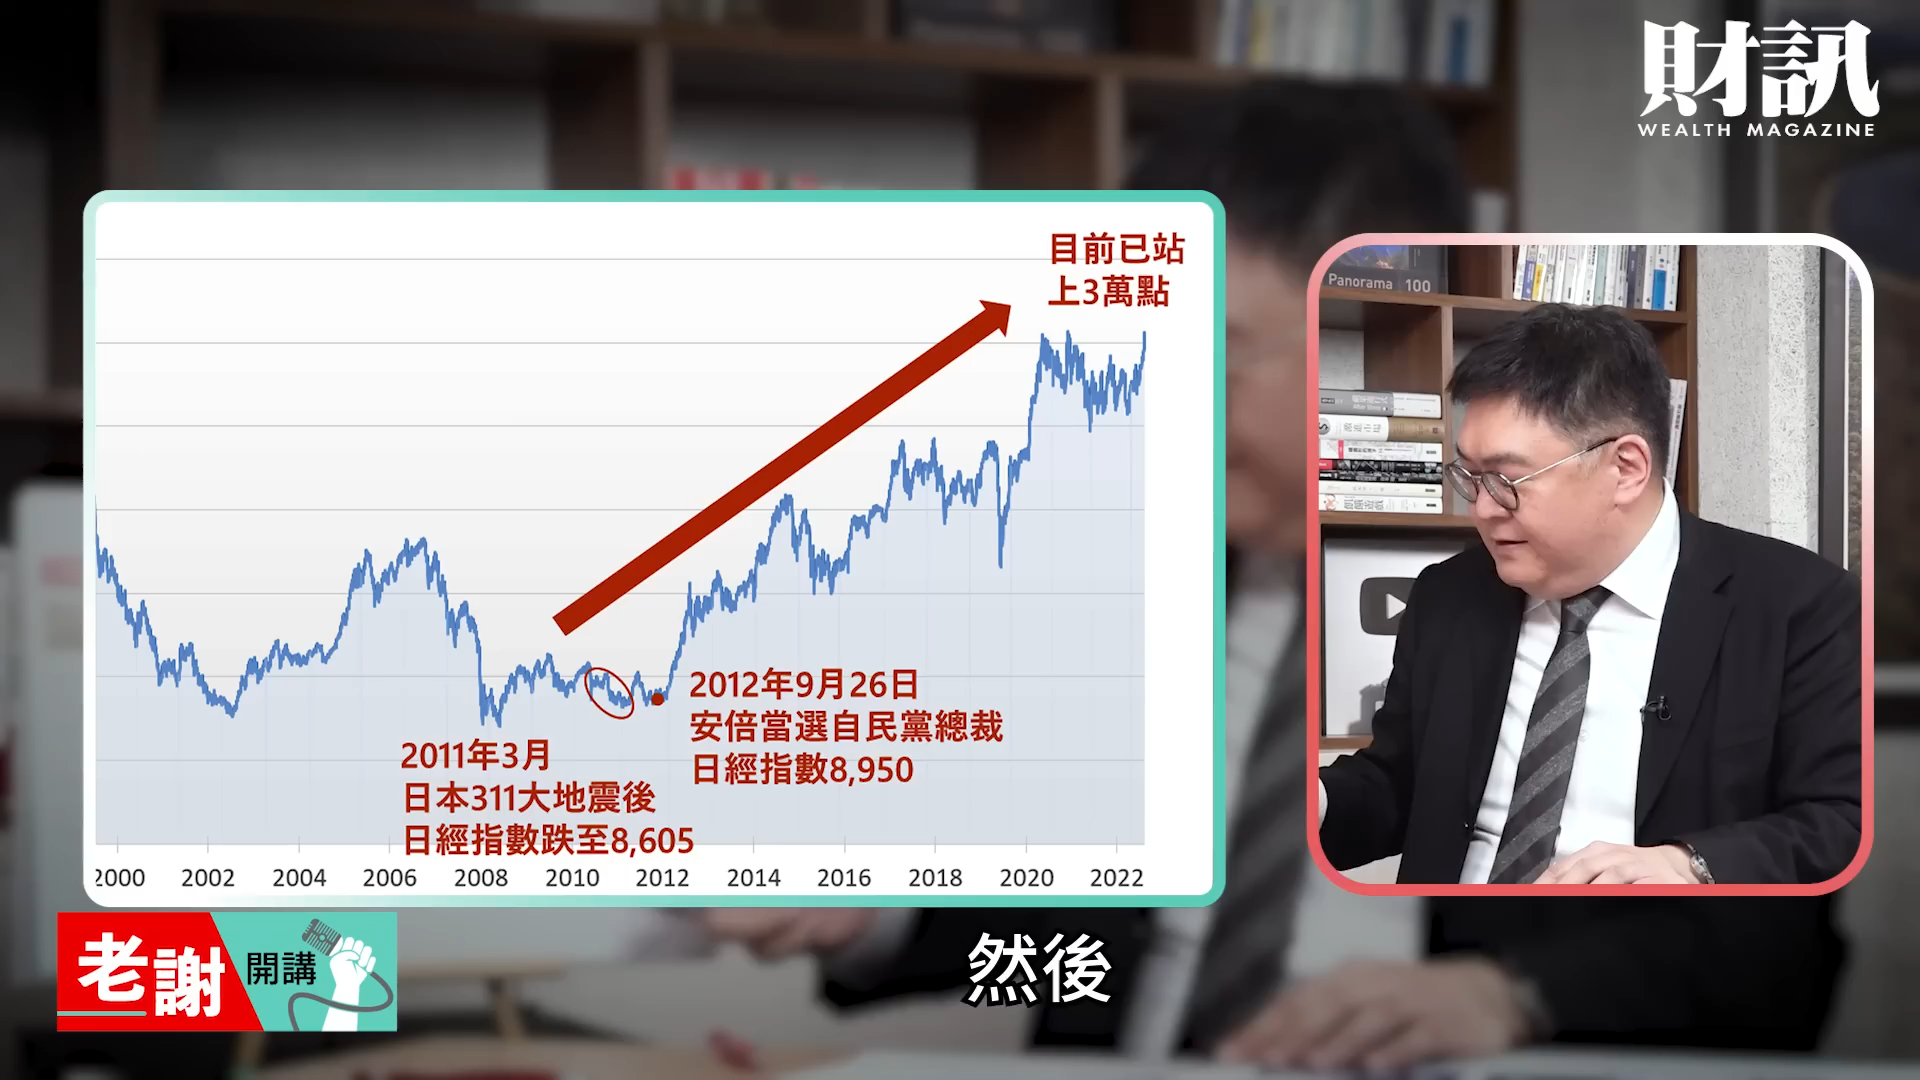 財訊
WEALTH MAGAZINE
目前已站
上3萬點
2012年9月26日
安倍當選自民黨總裁
日經指數8,950
2011年3月
日本311大地震後
日經指數跌至8,605
2000 2002 2004 2006 2008 2010 2012 2014 2016 2018 2020 2022
Panorama 100
老謝
開講
然後